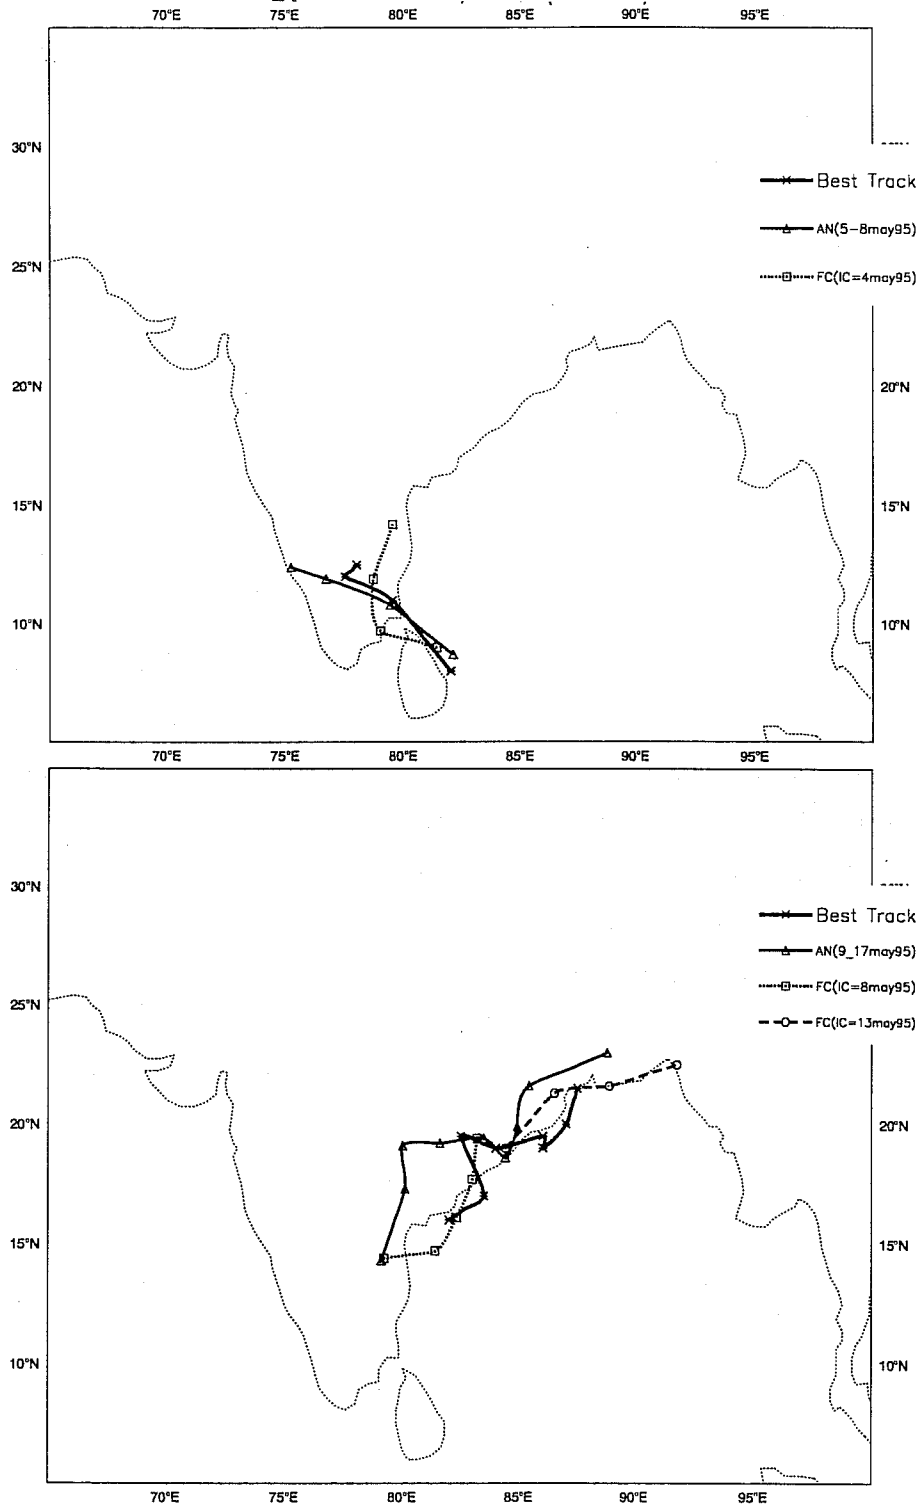 70°E 75°E 80°E 85°E 90°E 95°E
30°N
Best Track
AN(5-8may95)
25°N
FC(IC=4may95)
20°N 20°N
15°N 15°N
10°N 10°N
70°E 75°E 80°E 85°E 90°E 95°E
30°N
Best Track
AN(9_17may95)
FC(IC=8may95)
25°N
FC(IC=13may95)
20°N 20°N
15°N 15°N
10°N 10°N
70°E 75°E 80°E 85°E 90°E 95°E